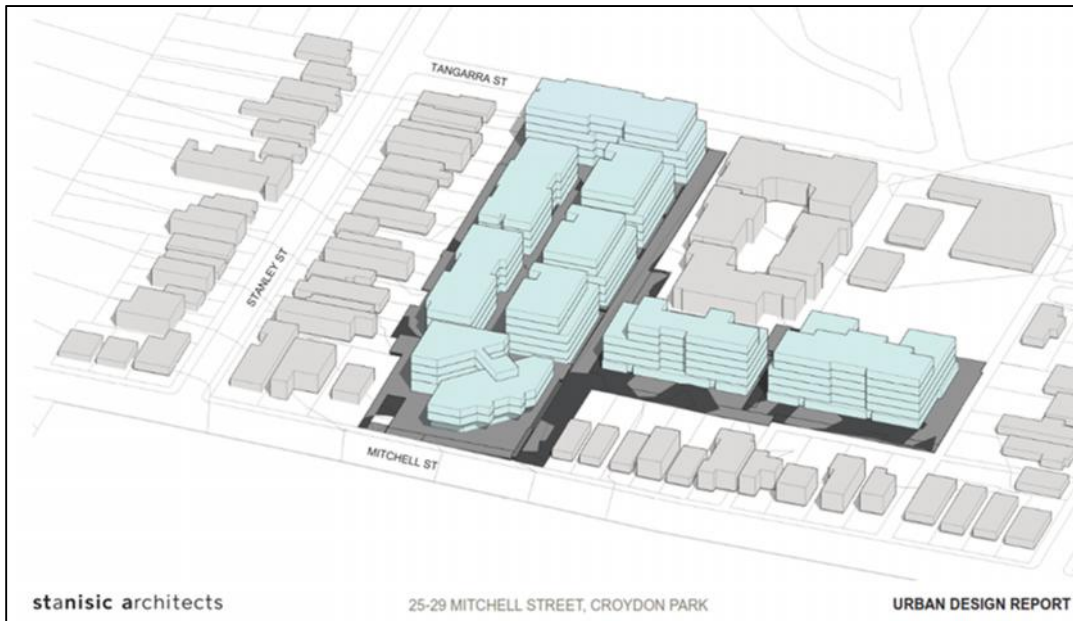 TANGARRA ST
STANLEY ST
MITCHELL ST
stanisic architects
25-29 MITCHELL STREET, CROYDON PARK
URBAN DESIGN REPORT